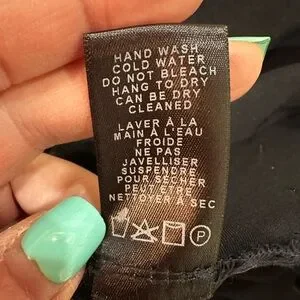 HAND WASH
COLD WATER
DO NOT BLEACH
HANG TO DRY
CAN BE DRY
CLEANED
LAVER À LA
MAIN A L'EAU
FROIDE
NE PAS
JAVELLISER
SUSPENDRE
POUR SÉCHER
PEUT ÊTRE
NETTOYER À SEC
P